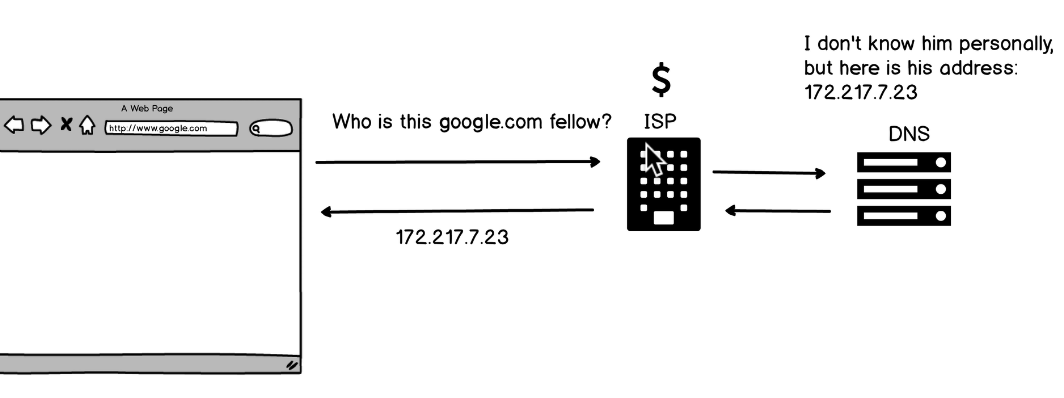 I don't know him personally,
but here is his address:
172.217.7.23
$
A Web Page
http://www.google.com
Who is this google.com fellow?
ISP
DNS
172.217.7.23